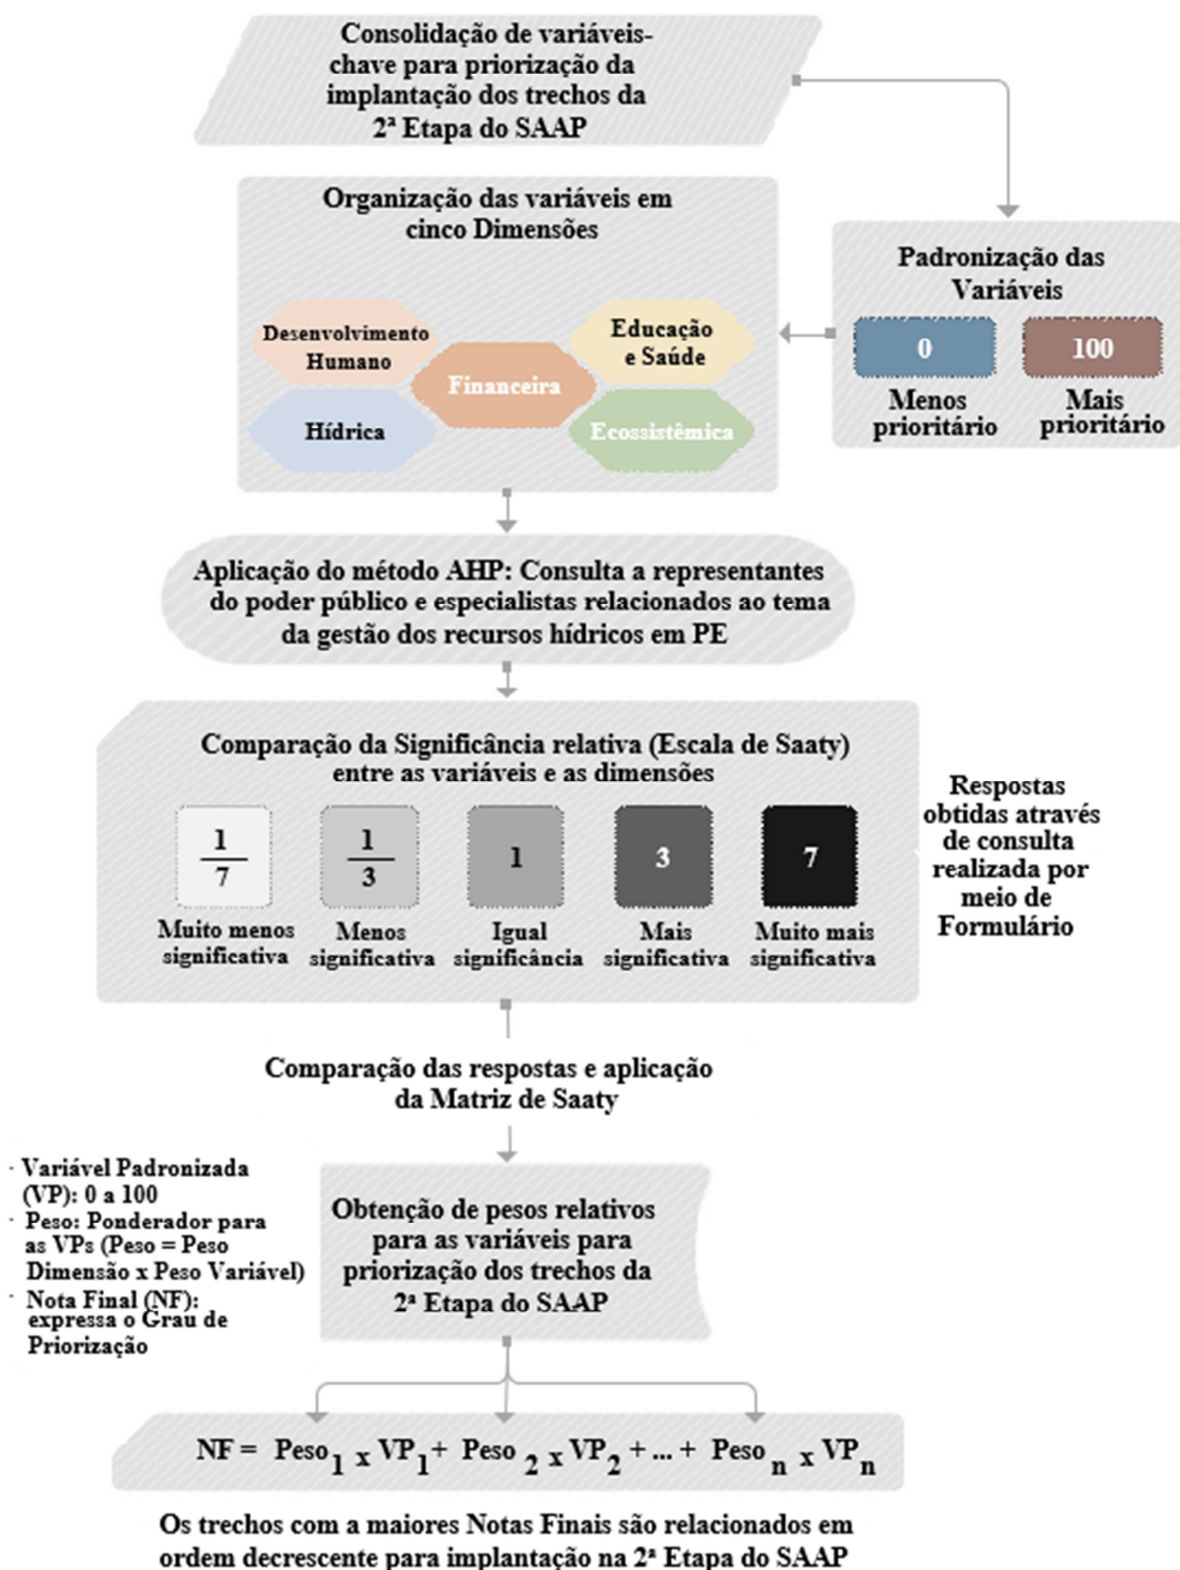 Consolidação de variáveis-
chave para priorização da
implantação dos trechos da
2ª Etapa do SAAP
Padronização das
Variáveis
0
100
Menos
prioritário
Mais
prioritário
Organização das variáveis em
cinco Dimensões
Desenvolvimento
Humano
Educação
e Saúde
Financeira
Hídrica
Ecossistêmica
Aplicação do método AHP: Consulta a representantes
do poder público e especialistas relacionados ao tema
da gestão dos recursos hídricos em PE
Comparação da Significância relativa (Escala de Saaty)
entre as variáveis e as dimensões
1
7
1
3
1
3
7
Muito menos
significativa
Menos
significativa
Igual
significância
Mais
significativa
Muito mais
significativa
Respostas
obtidas através
de consulta
realizada por
meio de
Formulário
Comparação das respostas e aplicação
da Matriz de Saaty
· Variável Padronizada
(VP): 0 a 100
· Peso: Ponderador para
as VPs (Peso = Peso
Dimensão x Peso Variável)
· Nota Final (NF):
expressa o Grau de
Priorização
Obtenção de pesos relativos
para as variáveis para
priorização dos trechos da
2ª Etapa do SAAP
NF = Peso1 x VP1 + Peso 2 x VP2 + ... + Peso n x VPn
Os trechos com a maiores Notas Finais são relacionados em
ordem decrescente para implantação na 2ª Etapa do SAAP